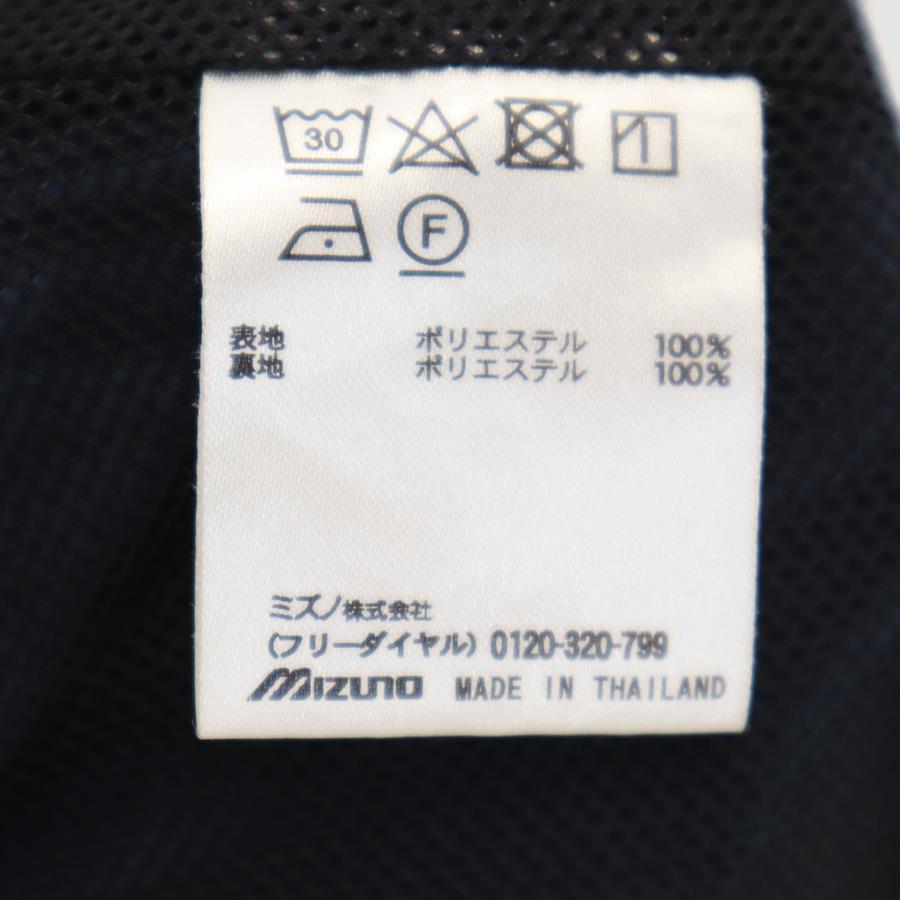 30
F
表地 ポリエステル 100%
裏地 ポリエステル 100%
ミズノ株式会社
(フリーダイヤル) 0120-320-799
MIZUNO MADE IN THAILAND